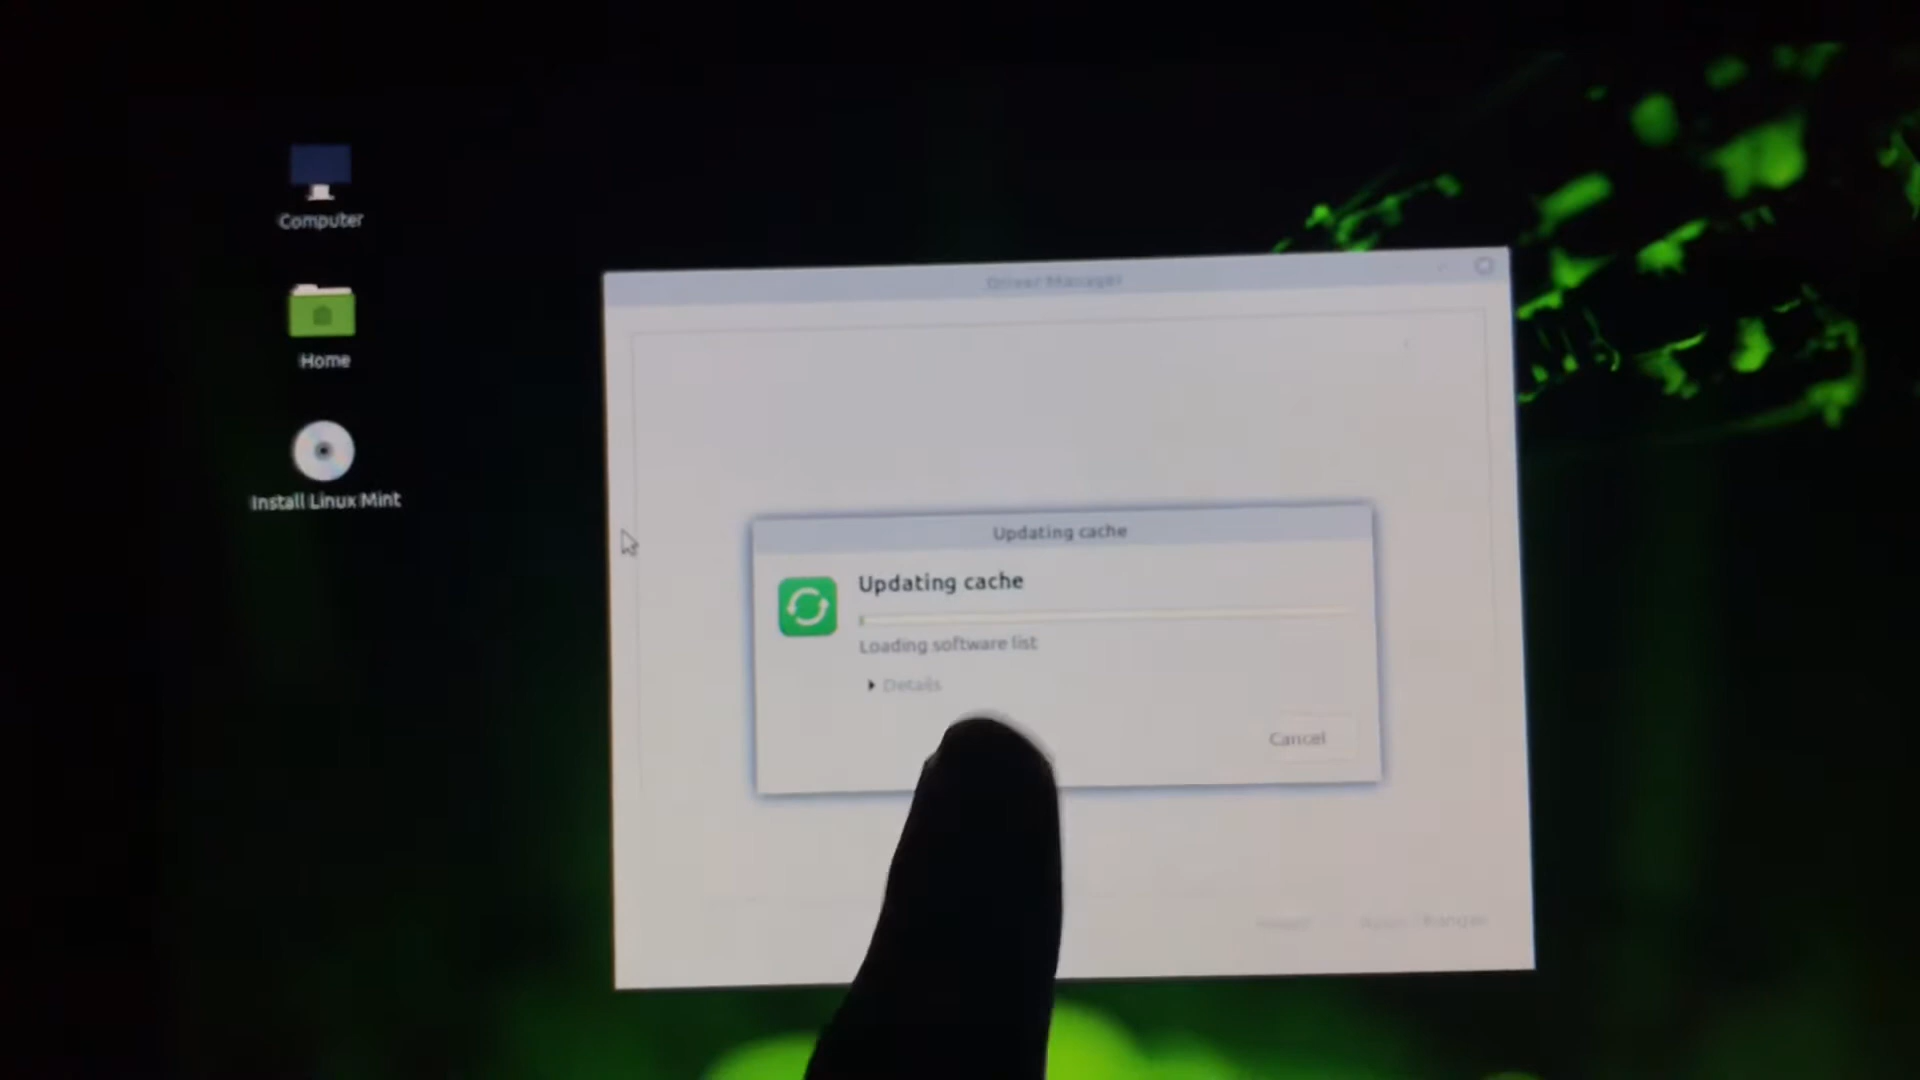 Computer
Home
Install Linux Mint
Driver Manager
Updating cache
Updating cache
Loading software list
Details
Cancel